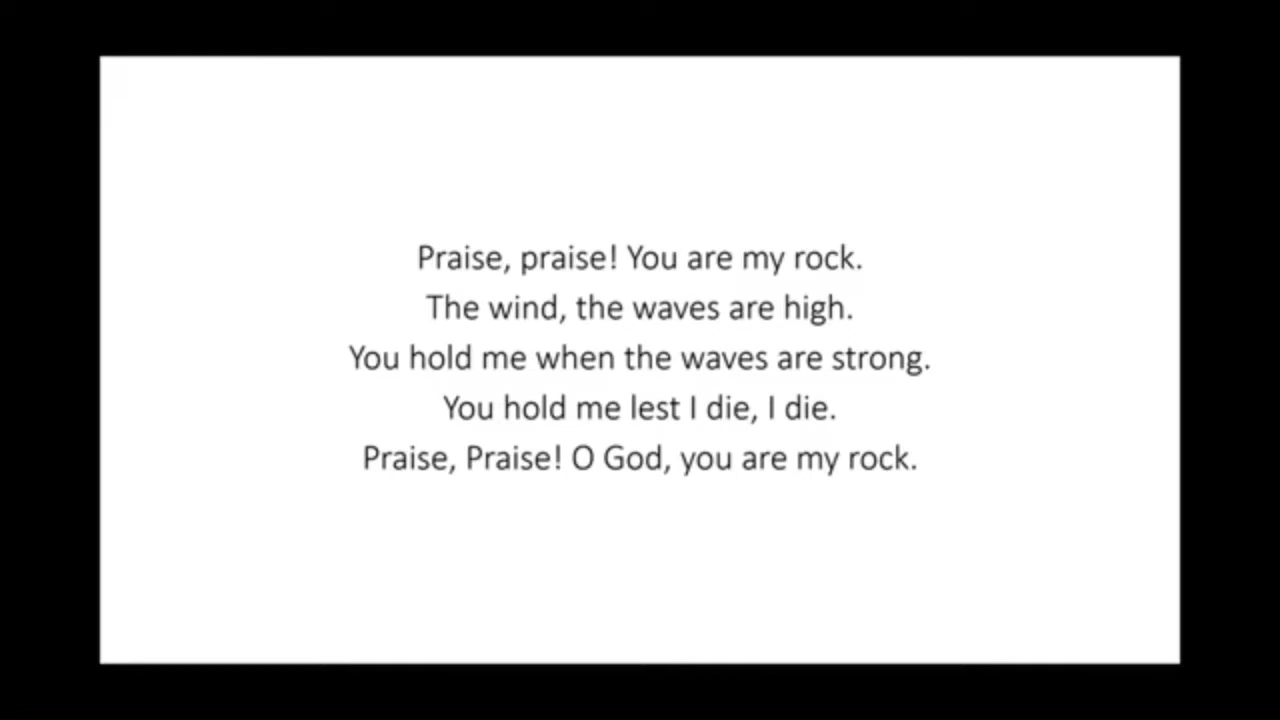 Praise, praise! You are my rock.
The wind, the waves are high.
You hold me when the waves are strong.
You hold me lest I die, I die.
Praise, Praise! O God, you are my rock.